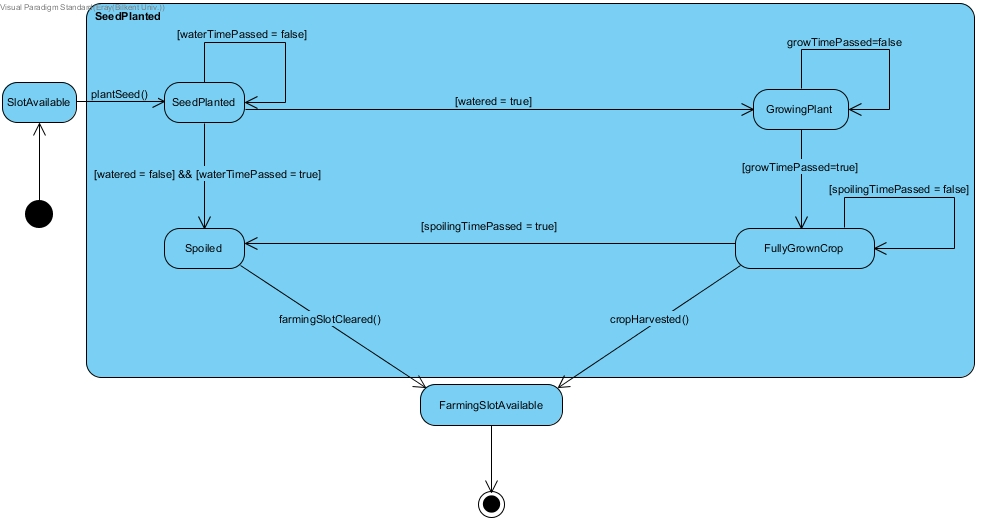 Visual Paradigm Standard(Eray(Bilkent Univ.))
SeedPlanted
[waterTimePassed = false]
growTimePassed=false
SlotAvailable
plantSeed()
SeedPlanted
[watered = true]
GrowingPlant
[watered = false] && [waterTimePassed = true]
[growTimePassed=true]
[spoilingTimePassed = false]
[spoilingTimePassed = true]
Spoiled
FullyGrownCrop
farmingSlotCleared()
cropHarvested()
FarmingSlotAvailable